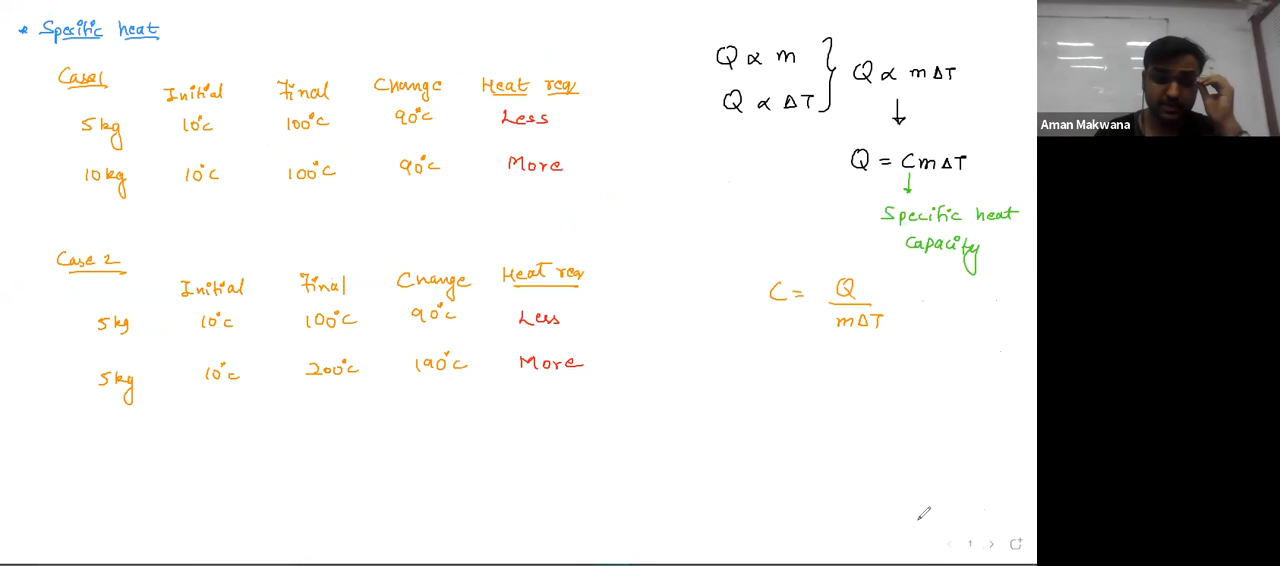 * Specific heat
Case1
Initial Final Change Heat req
5kg 10°C 100°C 90°C Less
10kg 10°C 100°C 90°C More
Case 2
Initial Final Change Heat req
5kg 10°C 100°C 90°C Less
5kg 10°C 200°C 190°C More
Q ∝ m
Q ∝ ΔT
Q ∝ mΔT
Q = CmΔT
Specific heat
capacity
C = Q
mΔT
Aman Makwana
1